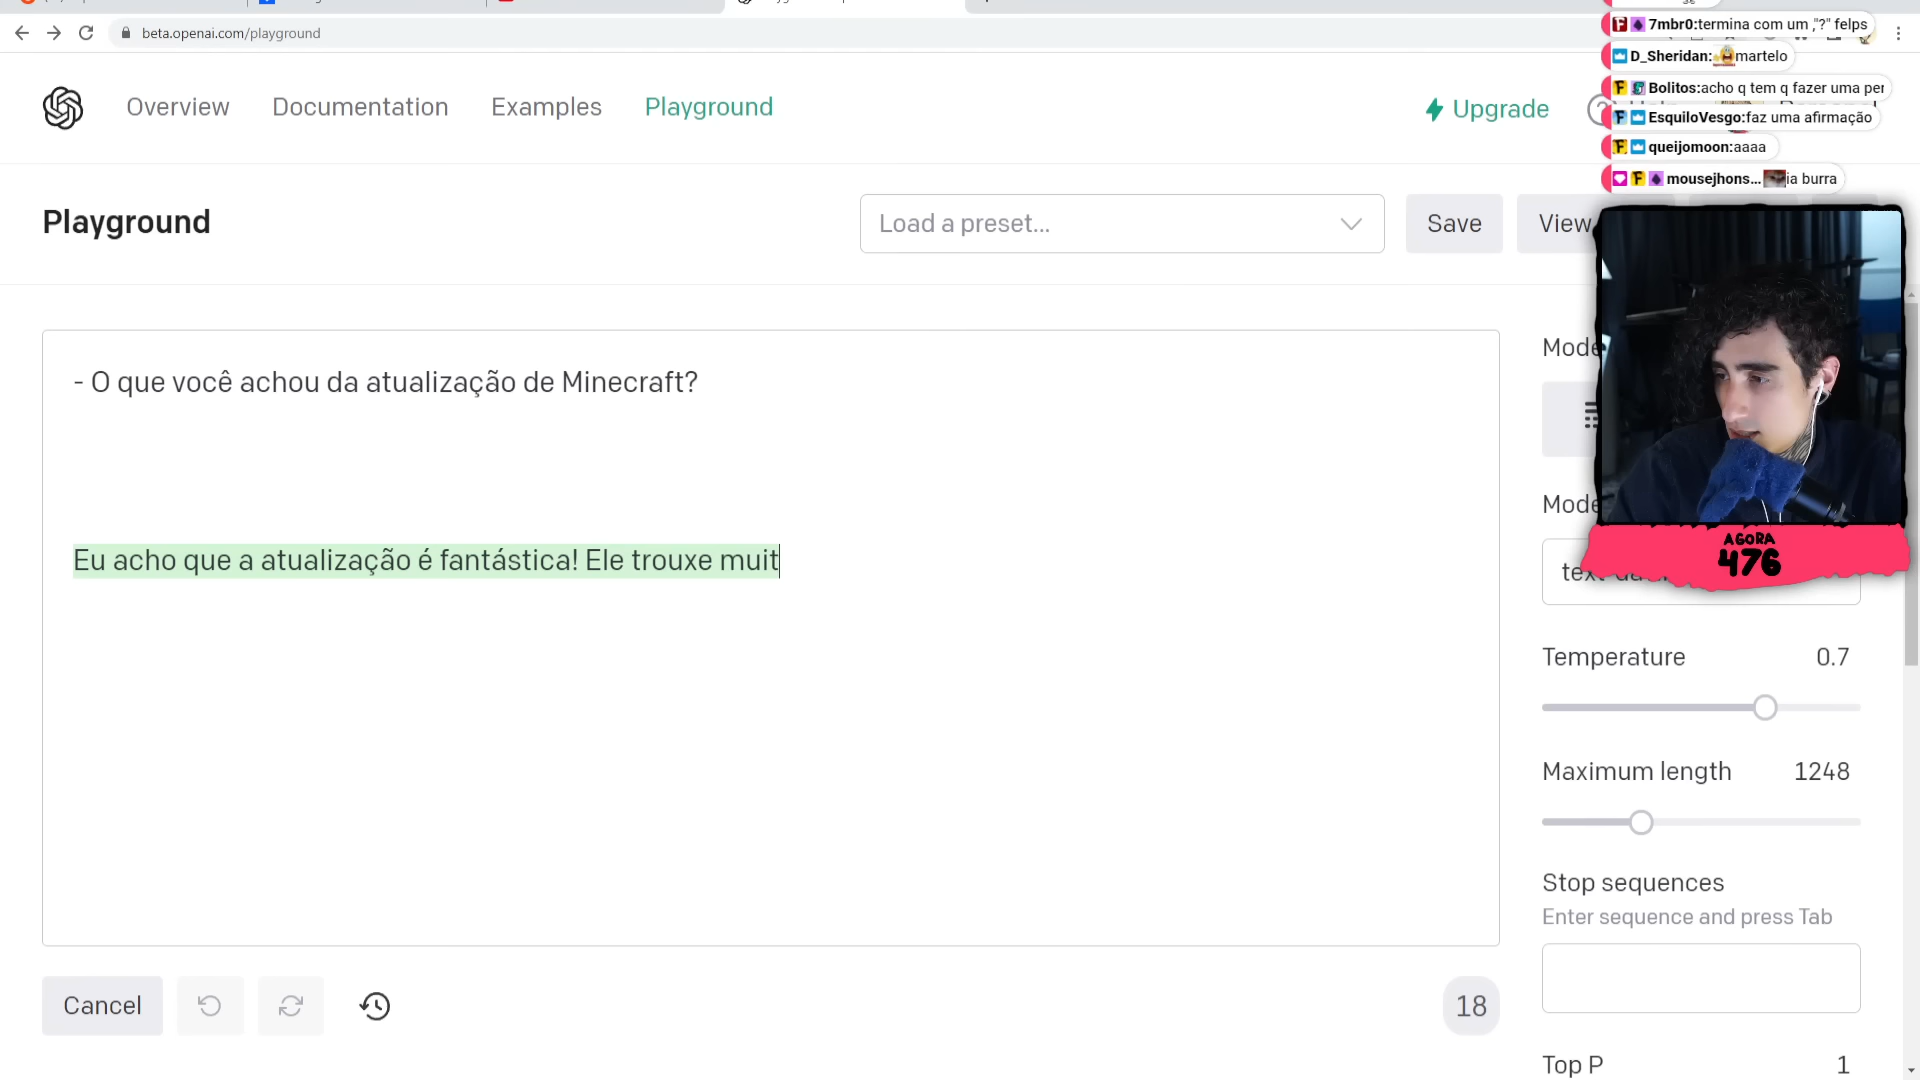 beta.openai.com/playground
Overview
Documentation
Examples
Playground
Upgrade
7mbr0:termina com um ,"?" felps
D_Sheridan: martelo
Bolitos:acho q tem q fazer uma per
EsquiloVesgo:faz uma afirmação
queijomoon:aaaa
mousejhons... ia burra
Playground
Load a preset...
Save
View
- O que você achou da atualização de Minecraft?
Eu acho que a atualização é fantástica! Ele trouxe muit
Mode
Mode
AGORA
476
Temperature 0.7
Maximum length 1248
Stop sequences
Enter sequence and press Tab
Top P 1
Cancel
18